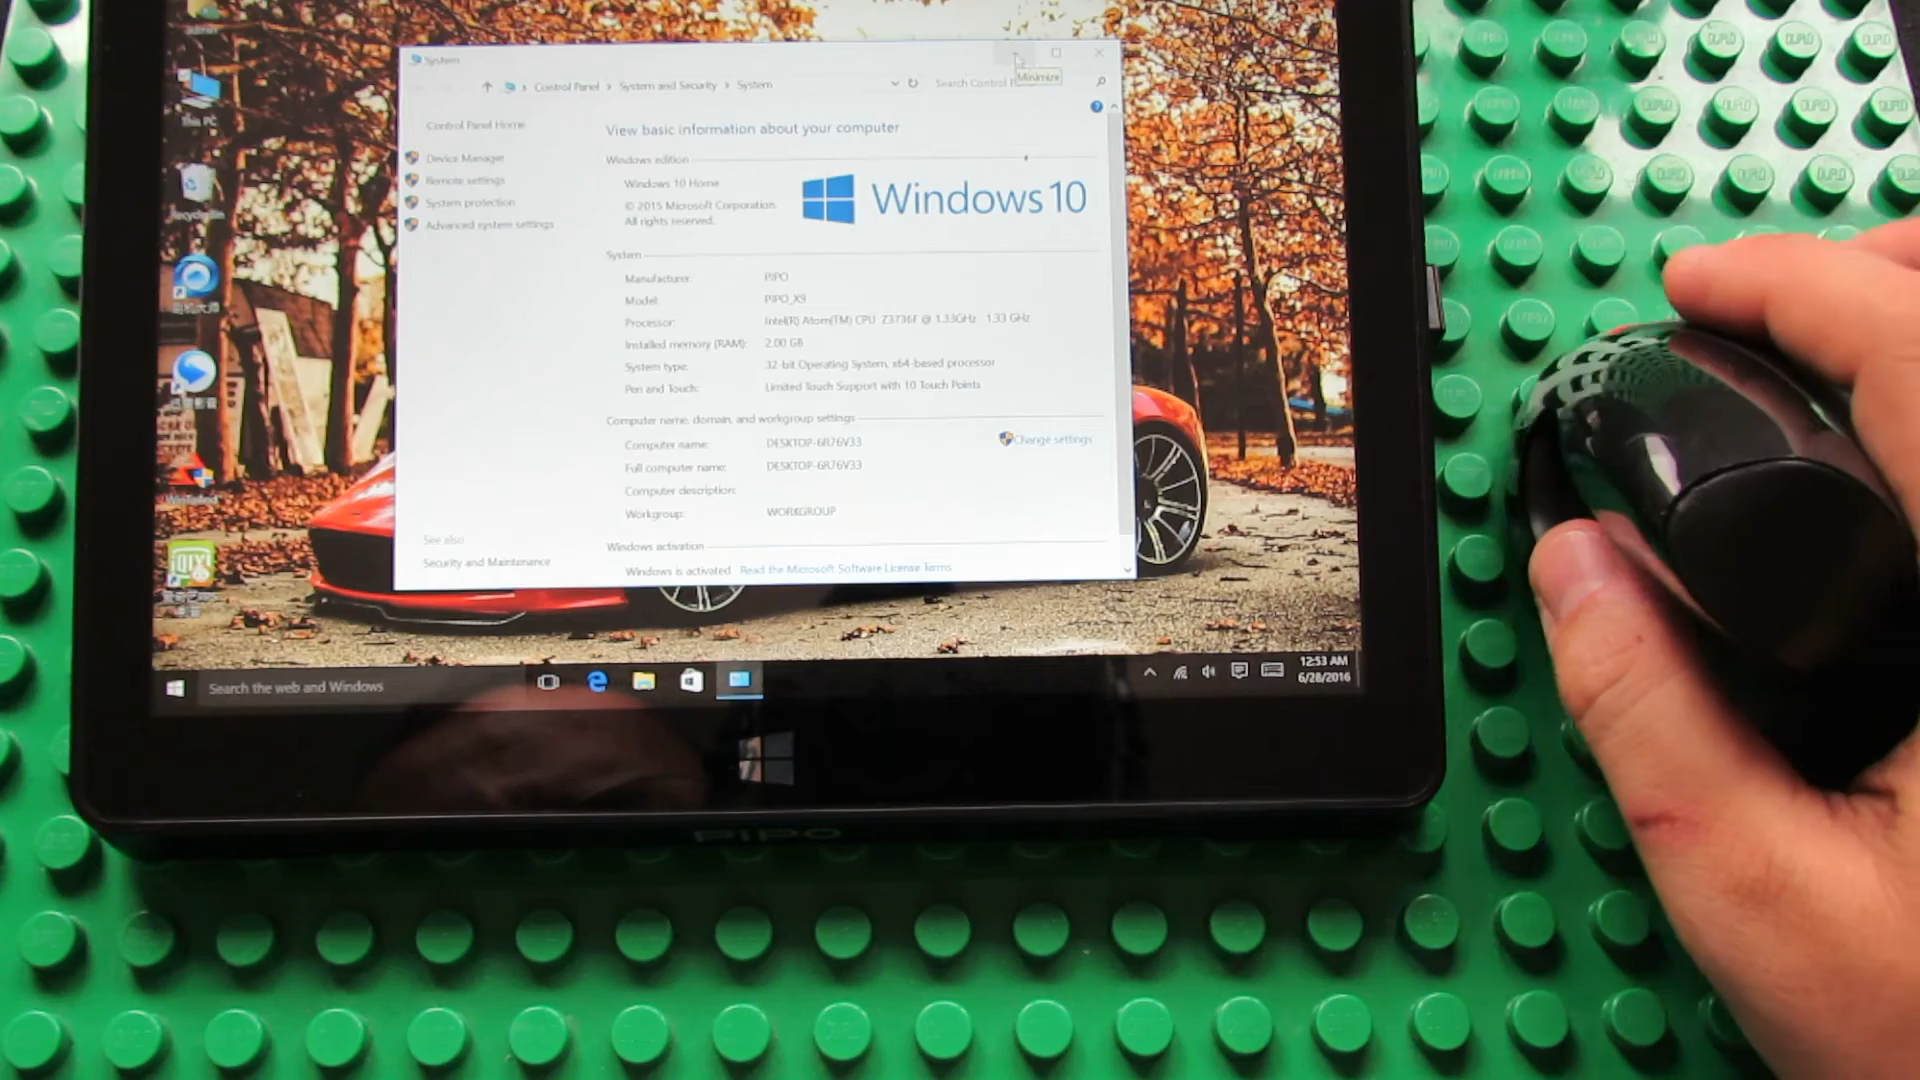 admin
System
Minimize
Control Panel › System and Security › System
Search Control P
This PC
Control Panel Home
View basic information about your computer
Device Manager
Windows edition
Remote settings
Windows 10 Home
System protection
© 2015 Microsoft Corporation.
All rights reserved.
Windows 10
Advanced system settings
Recycle Bin
System
Manufacturer: PIPO
Model: PIPO_X9
Processor: Intel(R) Atom(TM) CPU Z3736F @ 1.33GHz 1.33 GHz
Installed memory (RAM): 2.00 GB
System type: 32-bit Operating System, x64-based processor
Pen and Touch: Limited Touch Support with 10 Touch Points
Computer name, domain, and workgroup settings
Computer name: DESKTOP-6R76V33
Change settings
Full computer name: DESKTOP-6R76V33
Computer description:
Workgroup: WORKGROUP
See also
Windows activation
Security and Maintenance
Windows is activated Read the Microsoft Software License Terms
iQIYI
Search the web and Windows
12:53 AM
6/28/2016
PIPO
DUPLO
DUPLO
DUPLO